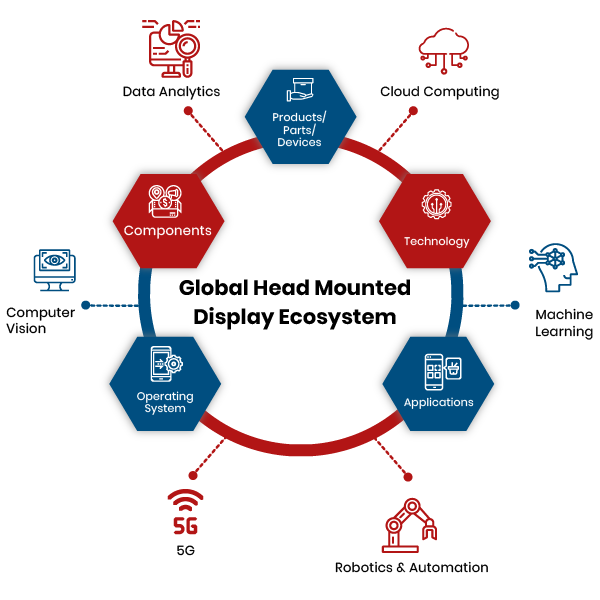 Data Analytics
Cloud Computing
Products/
Parts/
Devices
Components
Technology
Global Head Mounted
Display Ecosystem
Computer
Vision
Machine
Learning
Operating
System
Applications
5G
5G
Robotics & Automation